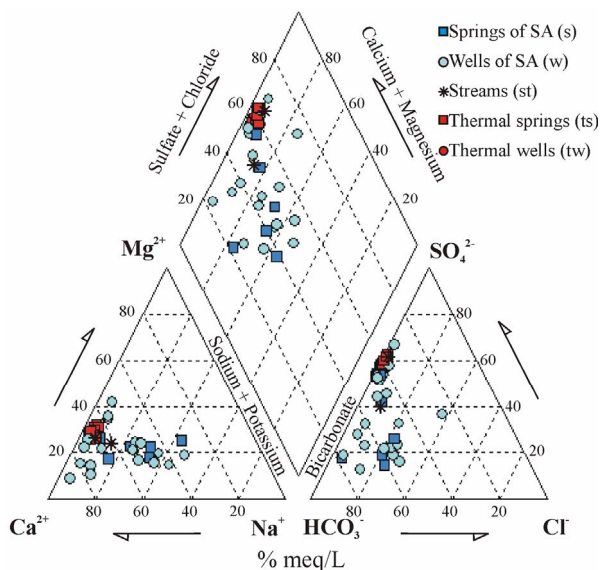 Springs of SA (s)
Wells of SA (w)
Streams (st)
Thermal springs (ts)
Thermal wells (tw)
Sulfate + Chloride
Calcium + Magnesium
80
80
60
60
40
40
20
20
Mg²⁺
SO₄²⁻
Sodium + Potassium
Bicarbonate
80
80
60
60
40
40
20
20
80
60
40
20
80
60
40
20
Ca²⁺
Na⁺
HCO₃⁻
Cl⁻
% meq/L